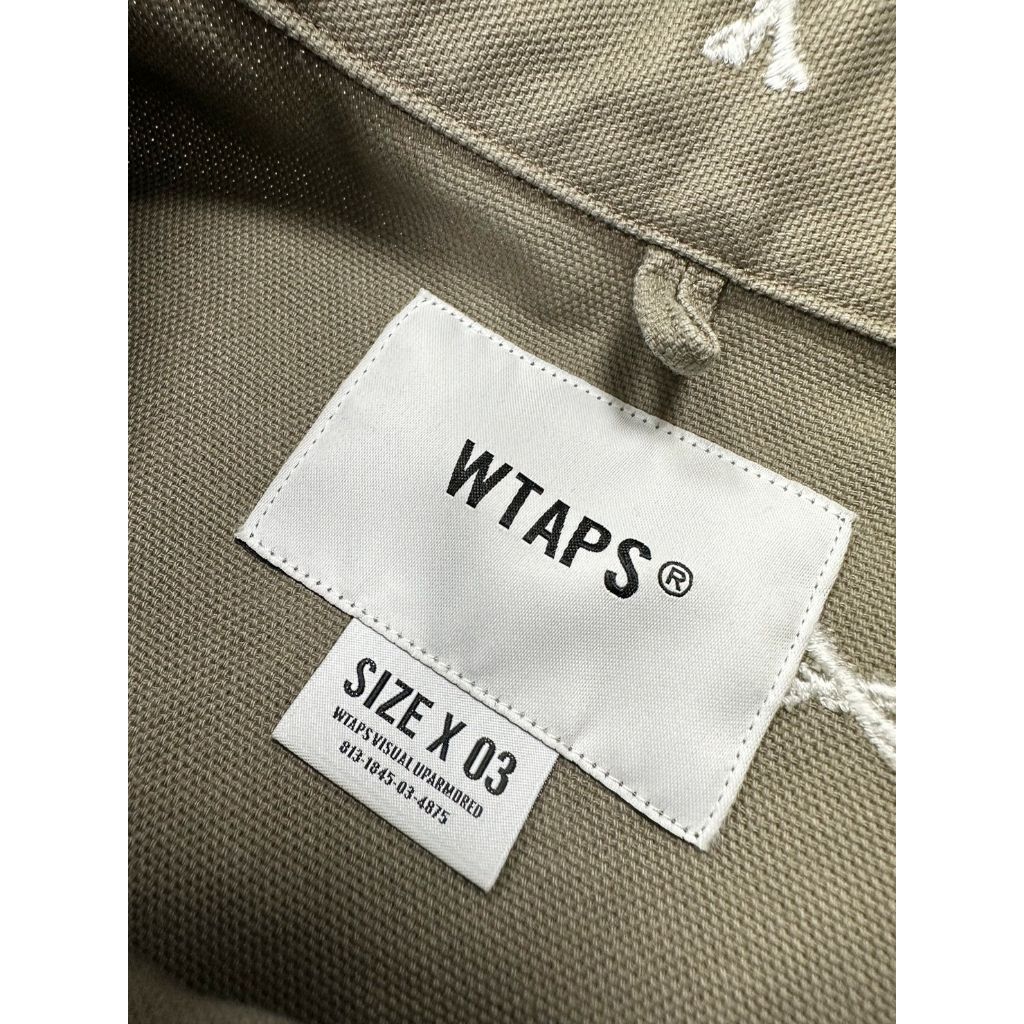 WTAPS®
SIZE X 03
WTAPS VISUAL UPARMORED
813-1845-03-4875